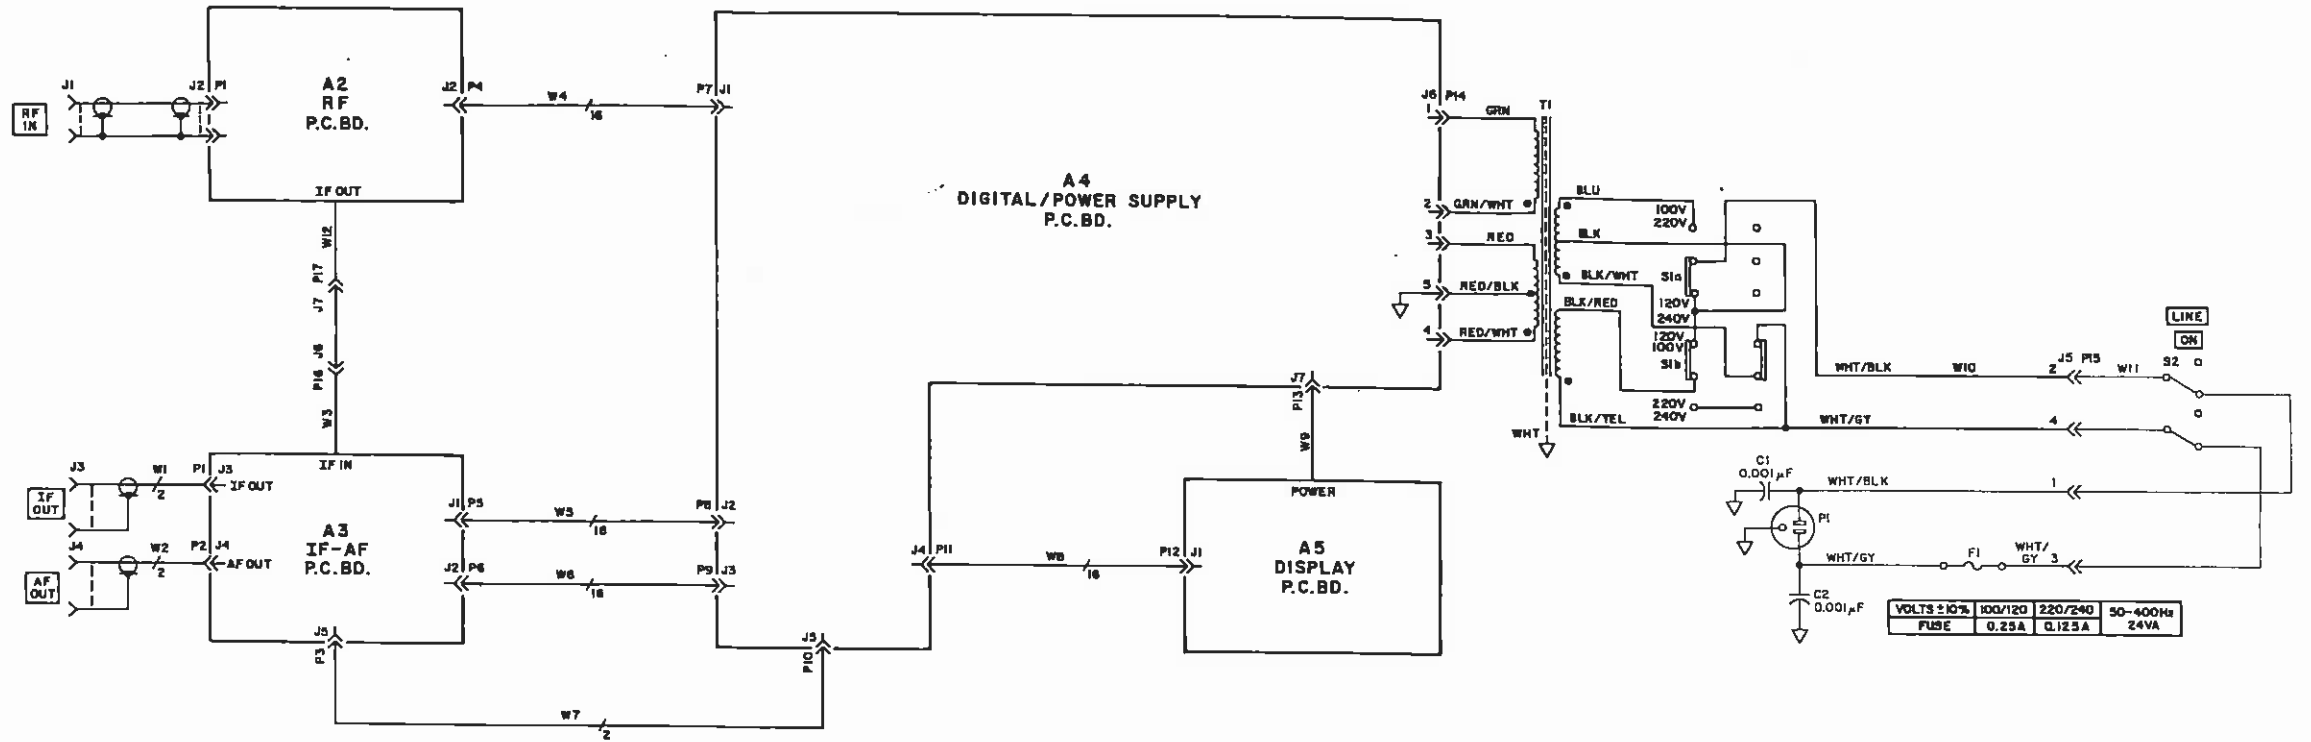 J1
RF
IN
J2 P1
A2
RF
P.C.BD.
J2 P4
IF OUT
W4
16
P7 J1
W12
P17
J7
J6
P16
W3
IF IN
J3
IF
OUT
W1
2
P1 J3
IF OUT
J4
AF
OUT
W2
2
P2 J4
AF OUT
A3
IF-AF
P.C.BD.
J1 P5
W5
16
P8 J2
J2 P6
W6
16
P9 J3
J5
P3
W7
2
J5
P10
A4
DIGITAL/POWER SUPPLY
P.C.BD.
J4 P11
W8
16
P12 J1
J7
P13
W9
POWER
A5
DISPLAY
P.C.BD.
J6 P14
1
GRN
2
GRN/WHT
3
RED
5
RED/BLK
4
RED/WHT
T1
WHT
BLU
BLK
BLK/WHT
BLK/RED
BLK/YEL
100V
220V
S1a
120V
240V
120V
100V
S1b
220V
240V
WHT/BLK
W10
2
J5 P15
W11
S2
LINE
ON
WHT/GY
4
C1
0.001µF
WHT/BLK
1
P1
WHT/GY
F1
WHT/
GY 3
C2
0.001µF
VOLTS ±10% 100/120 220/240 50-400Hz
FUSE 0.25A 0.125A 24VA